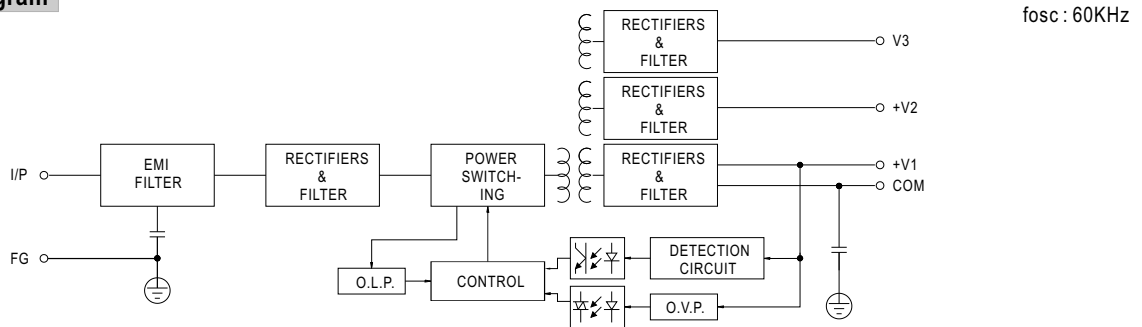 gram
fosc : 60KHz
RECTIFIERS
&
FILTER
V3
RECTIFIERS
&
FILTER
+V2
I/P
EMI
FILTER
RECTIFIERS
&
FILTER
POWER
SWITCH-
ING
RECTIFIERS
&
FILTER
+V1
COM
FG
O.L.P.
CONTROL
DETECTION
CIRCUIT
O.V.P.